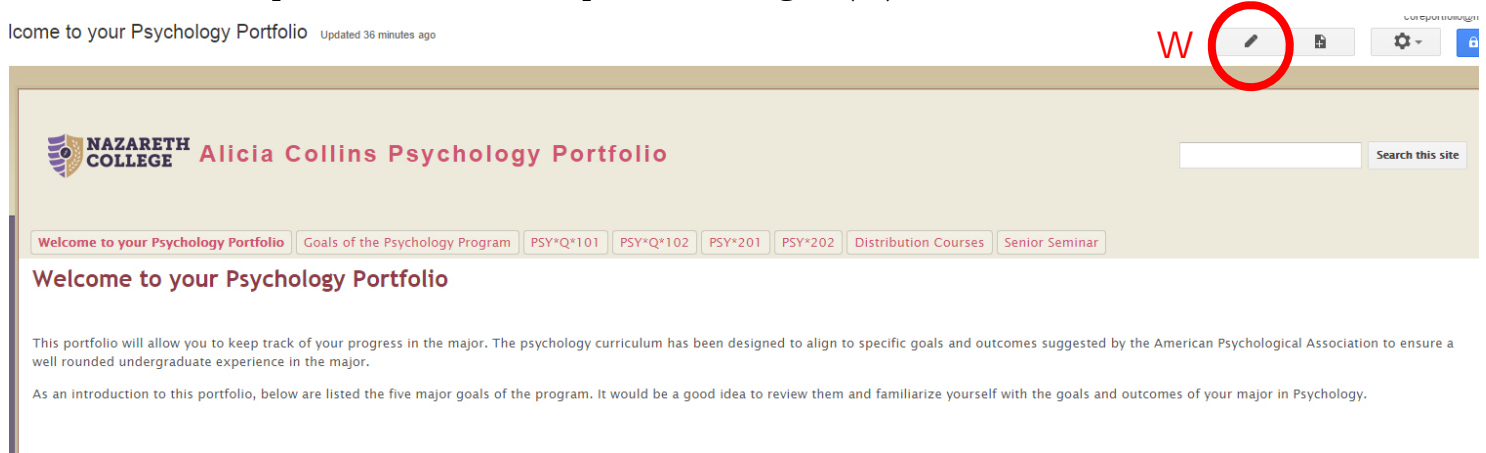 lcome to your Psychology Portfolio Updated 36 minutes ago
W
NAZARETH
COLLEGE
Alicia Collins Psychology Portfolio
Search this site
Welcome to your Psychology Portfolio Goals of the Psychology Program PSY*Q*101 PSY*Q*102 PSY*201 PSY*202 Distribution Courses Senior Seminar
Welcome to your Psychology Portfolio
This portfolio will allow you to keep track of your progress in the major. The psychology curriculum has been designed to align to specific goals and outcomes suggested by the American Psychological Association to ensure a
well rounded undergraduate experience in the major.
As an introduction to this portfolio, below are listed the five major goals of the program. It would be a good idea to review them and familiarize yourself with the goals and outcomes of your major in Psychology.